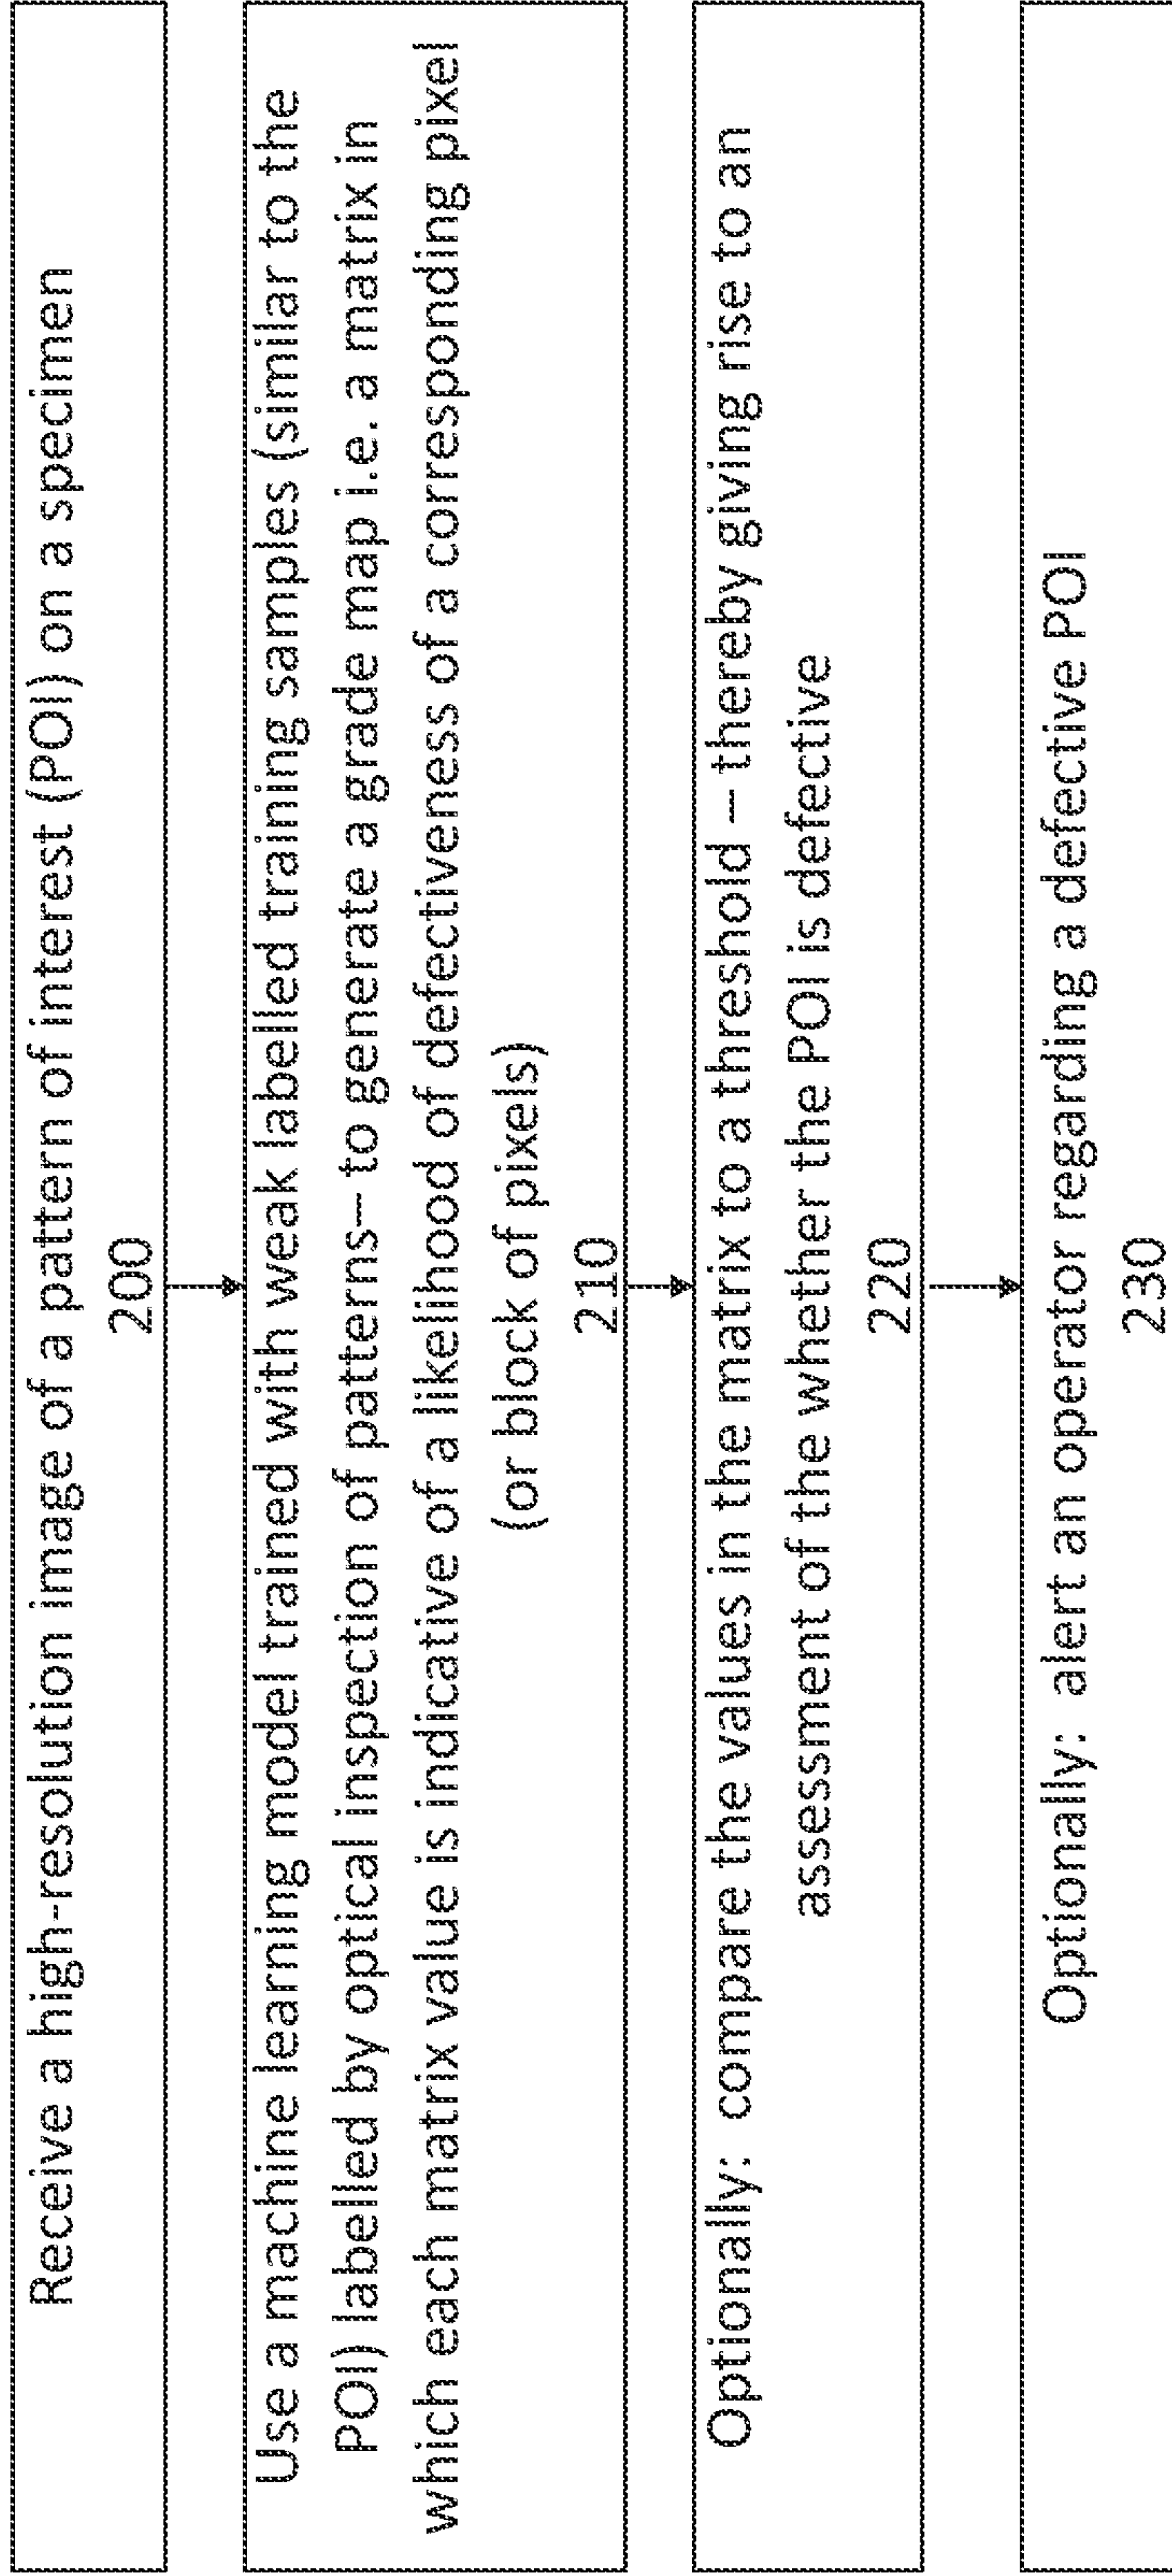 Receive a high-resolution image of a pattern of interest (POI) on a specimen
200
Use a machine learning model trained with weak labelled training samples (similar to the
POI) labelled by optical inspection of patterns– to generate a grade map i.e. a matrix in
which each matrix value is indicative of a likelihood of defectiveness of a corresponding pixel
(or block of pixels)
210
Optionally: compare the values in the matrix to a threshold – thereby giving rise to an
assessment of the whether the POI is defective
220
Optionally: alert an operator regarding a defective POI
230